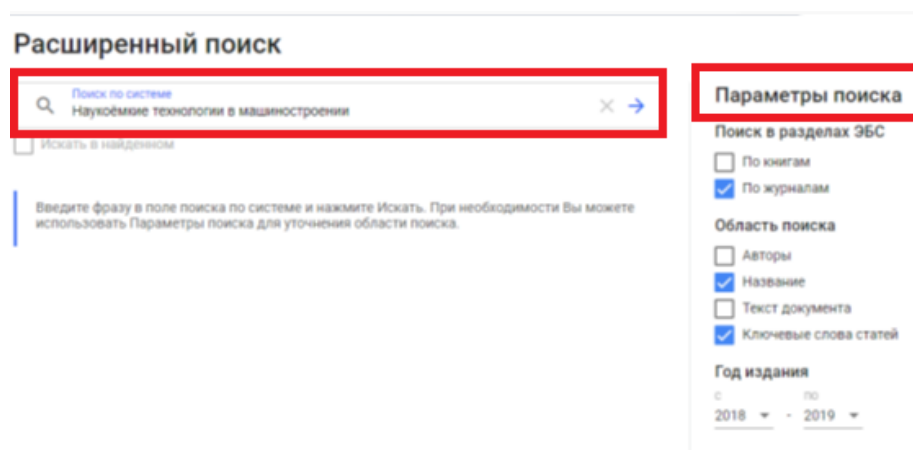 Расширенный поиск
Поиск по системе
Наукоёмкие технологии в машиностроении
Искать в найденном
Введите фразу в поле поиска по системе и нажмите Искать. При необходимости Вы можете
использовать Параметры поиска для уточнения области поиска.
Параметры поиска
Поиск в разделах ЭБС
По книгам
По журналам
Область поиска
Авторы
Название
Текст документа
Ключевые слова статей
Год издания
с по
2018 - 2019